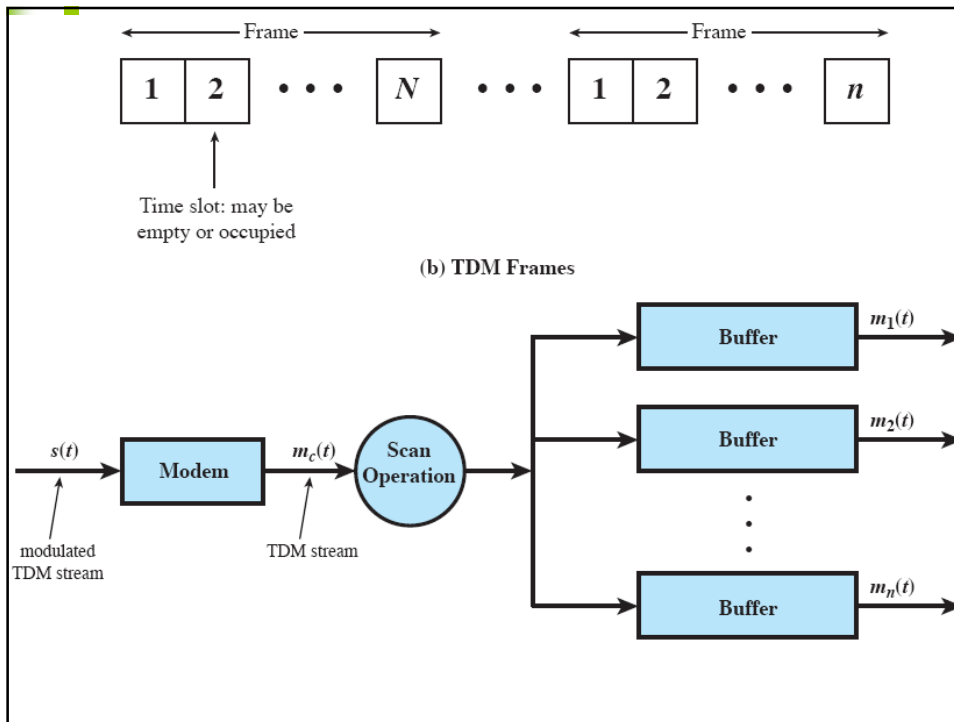 Frame Frame
1 2 • • • N • • • 1 2 • • • n
Time slot: may be
empty or occupied
(b) TDM Frames
Buffer m1(t)
s(t) Modem mc(t) Scan
Operation
Buffer m2(t)
modulated
TDM stream
TDM stream
Buffer mn(t)